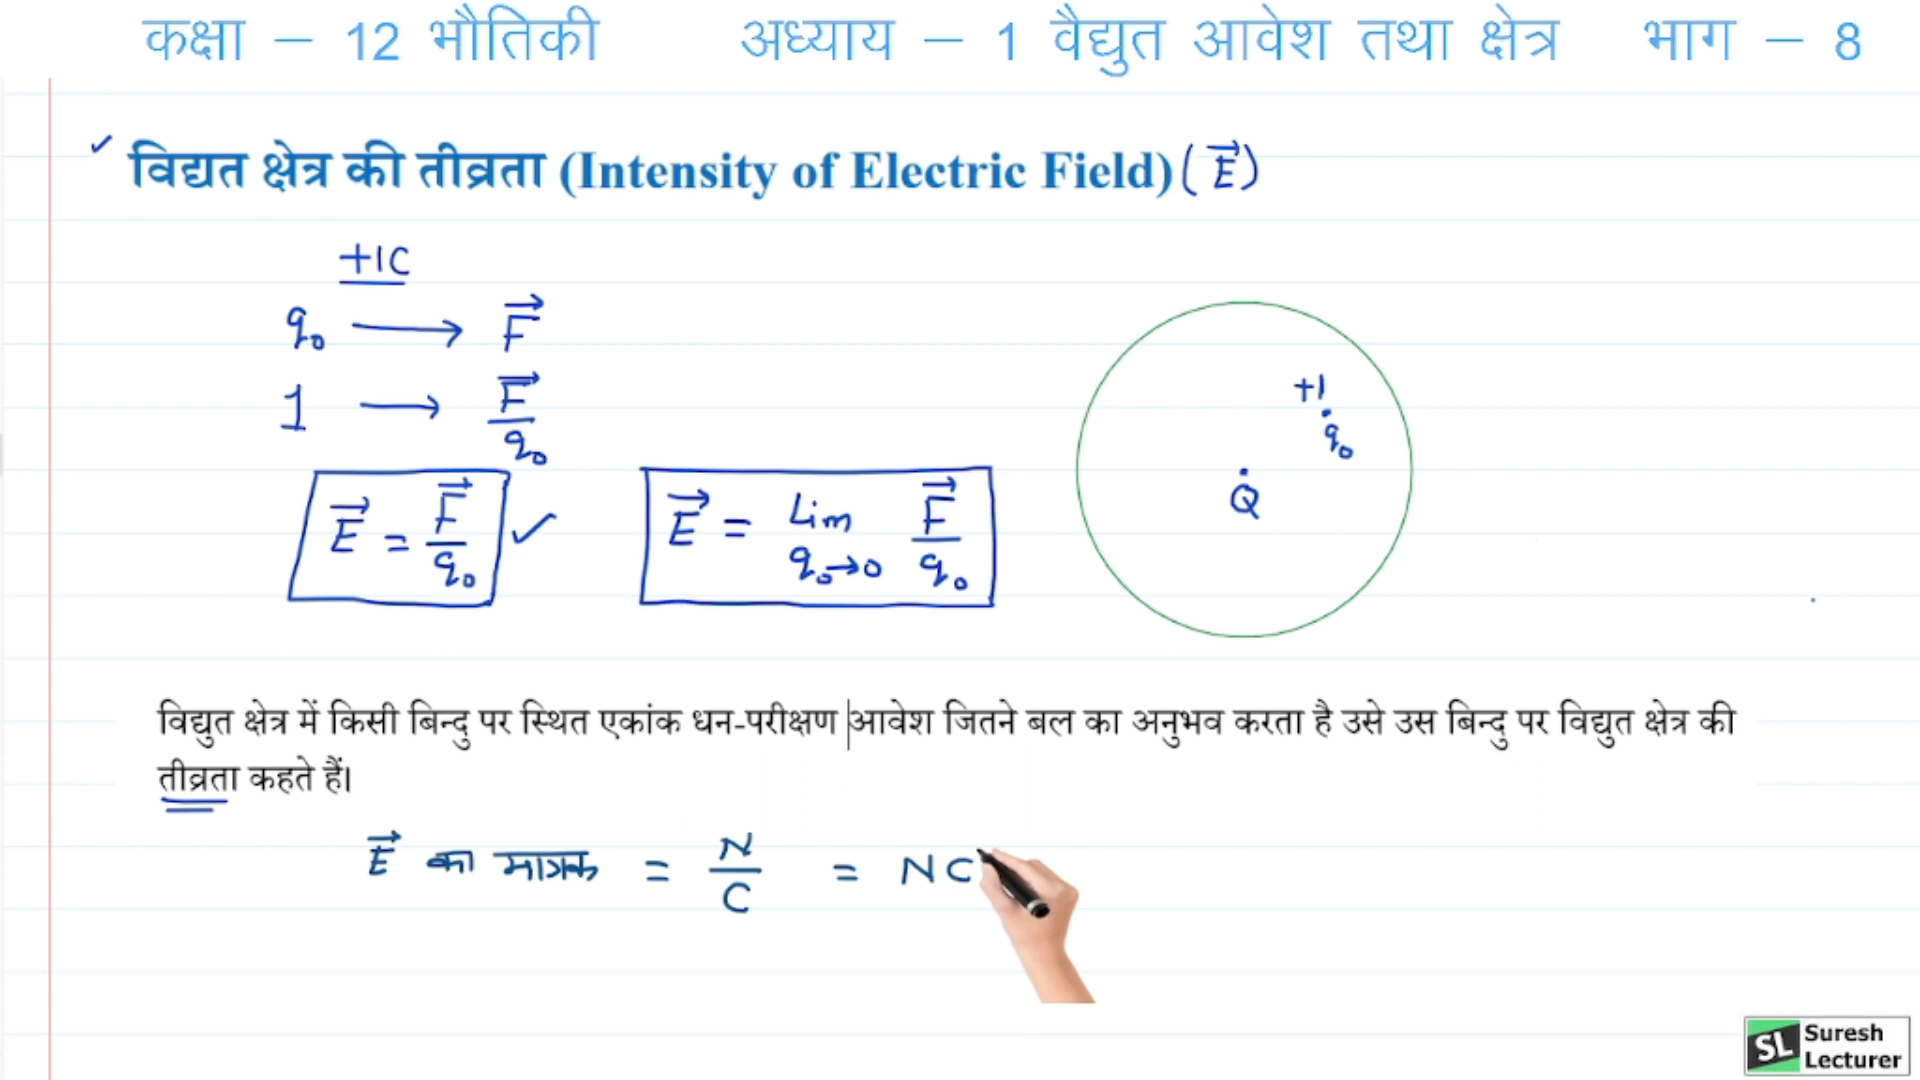 कक्षा – 12 भौतिकी अध्याय – 1 वैद्युत आवेश तथा क्षेत्र भाग – 8
विद्यत क्षेत्र की तीव्रता (Intensity of Electric Field) (E⃗)
+1C
q₀ ⟶ F⃗
1 ⟶ F⃗/q₀
E⃗ = F⃗/q₀ ✓
E⃗ = Lim q₀→0 F⃗/q₀
+1
q₀
Q
विद्युत क्षेत्र में किसी बिन्दु पर स्थित एकांक धन-परीक्षण आवेश जितने बल का अनुभव करता है उसे उस बिन्दु पर विद्युत क्षेत्र की
तीव्रता कहते हैं।
E⃗ का मात्रक = N/C = NC
SL Suresh
Lecturer